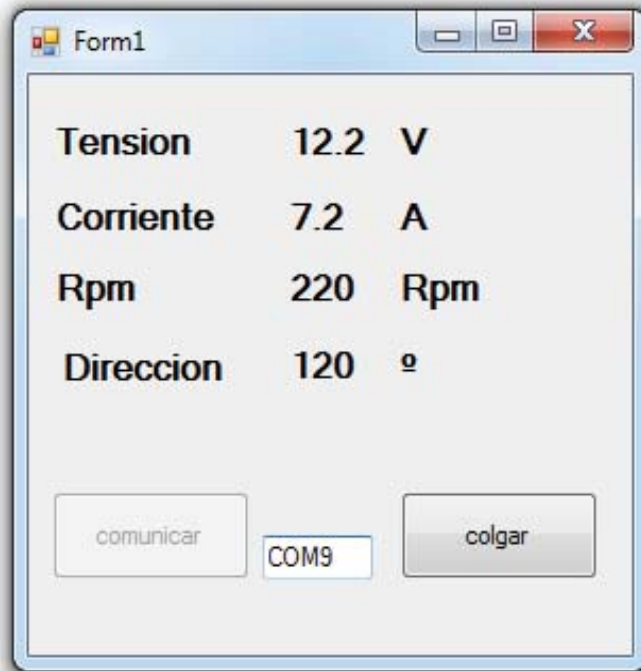 Form1
Tension 12.2 V
Corriente 7.2 A
Rpm 220 Rpm
Direccion 120 º
comunicar COM9 colgar